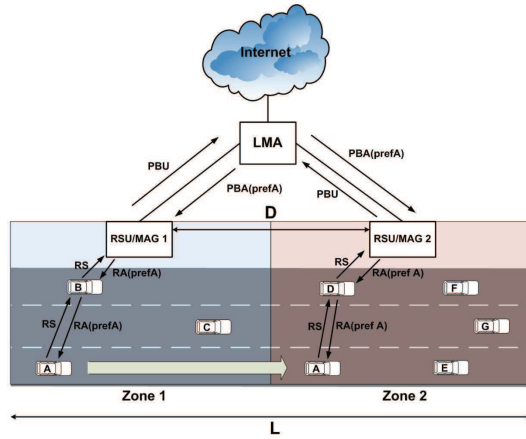 Internet
LMA
PBU
PBA(prefA)
PBA(prefA)
PBU
D
RSU/MAG 1
RSU/MAG 2
RS
RA(prefA)
RS
RA(pref A)
B
D
F
RS
RA(prefA)
C
RS
RA(pref A)
G
A
A
E
Zone 1
Zone 2
L